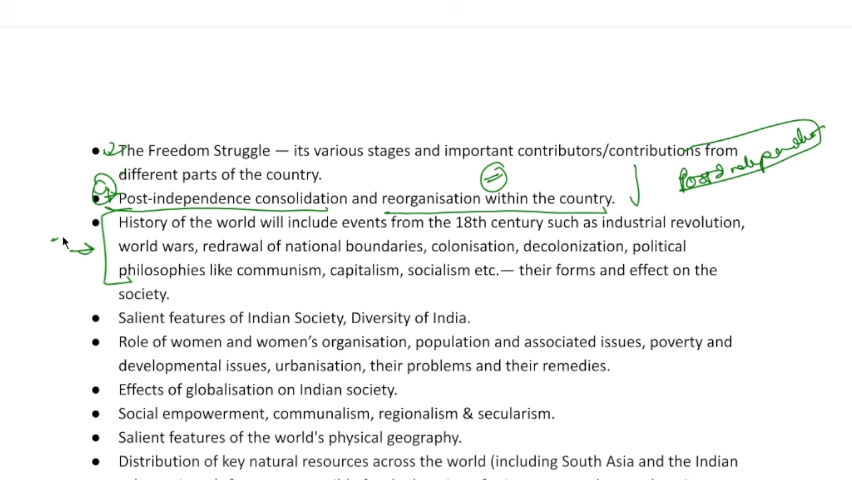 ● The Freedom Struggle — its various stages and important contributors/contributions from
different parts of the country.
● Post-independence consolidation and reorganisation within the country.
● History of the world will include events from the 18th century such as industrial revolution,
world wars, redrawal of national boundaries, colonisation, decolonization, political
philosophies like communism, capitalism, socialism etc.— their forms and effect on the
society.
● Salient features of Indian Society, Diversity of India.
● Role of women and women’s organisation, population and associated issues, poverty and
developmental issues, urbanisation, their problems and their remedies.
● Effects of globalisation on Indian society.
● Social empowerment, communalism, regionalism & secularism.
● Salient features of the world's physical geography.
● Distribution of key natural resources across the world (including South Asia and the Indian